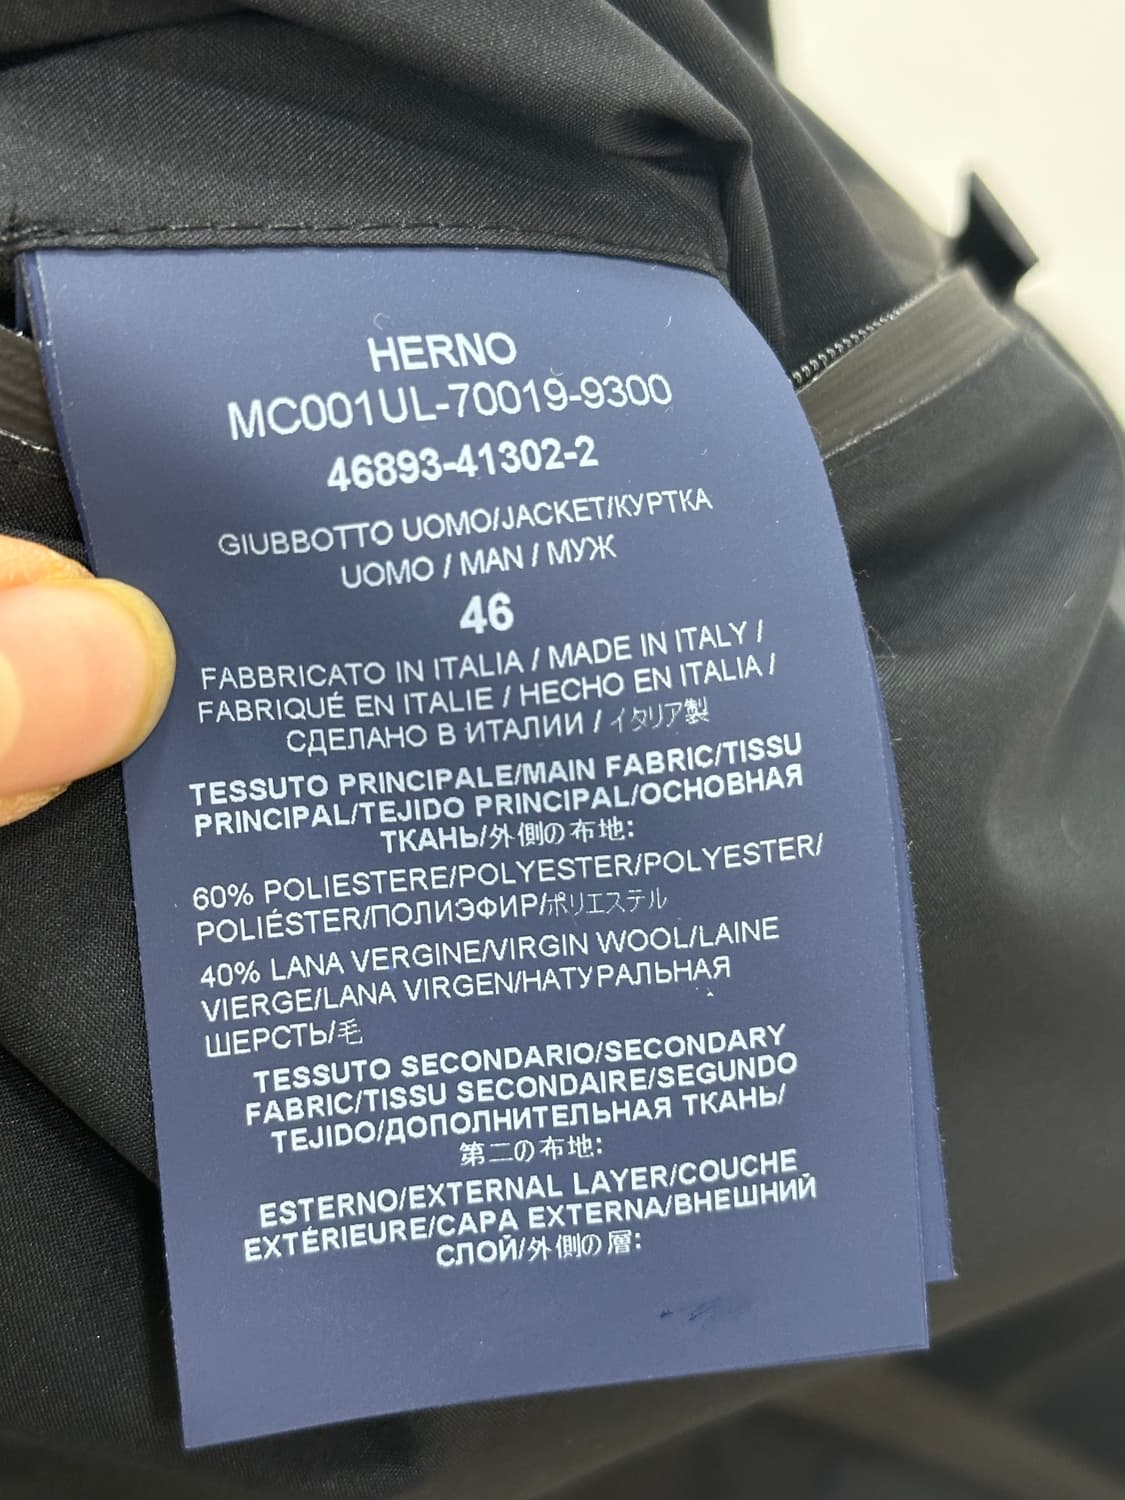 HERNO
MC001UL-70019-9300
46893-41302-2
GIUBBOTTO UOMO/JACKET/КУРТКА
UOMO / MAN / МУЖ
46
FABBRICATO IN ITALIA / MADE IN ITALY /
FABRIQUÉ EN ITALIE / HECHO EN ITALIA /
СДЕЛАНО В ИТАЛИИ / イタリア製
TESSUTO PRINCIPALE/MAIN FABRIC/TISSU
PRINCIPAL/TEJIDO PRINCIPAL/ОСНОВНАЯ
ТКАНЬ/外側の布地:
60% POLIESTERE/POLYESTER/POLYESTER/
POLIÉSTER/ПОЛИЭФИР/ポリエステル
40% LANA VERGINE/VIRGIN WOOL/LAINE
VIERGE/LANA VIRGEN/НАТУРАЛЬНАЯ
ШЕРСТЬ/毛
TESSUTO SECONDARIO/SECONDARY
FABRIC/TISSU SECONDAIRE/SEGUNDO
TEJIDO/ДОПОЛНИТЕЛЬНАЯ ТКАНЬ/
第二の布地:
ESTERNO/EXTERNAL LAYER/COUCHE
EXTÉRIEURE/CAPA EXTERNA/ВНЕШНИЙ
СЛОЙ/外側の層: